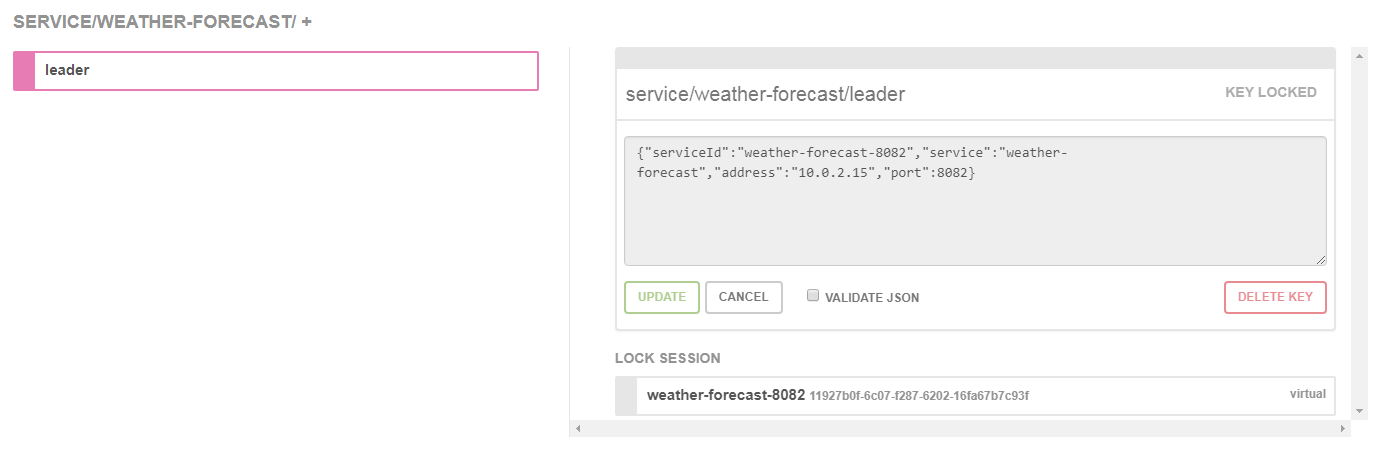 SERVICE/WEATHER-FORECAST/ +
leader
service/weather-forecast/leader
KEY LOCKED
{"serviceId":"weather-forecast-8082","service":"weather-
forecast","address":"10.0.2.15","port":8082}
UPDATE CANCEL VALIDATE JSON DELETE KEY
LOCK SESSION
weather-forecast-8082 11927b0f-6c07-f287-6202-16fa67b7c93f virtual